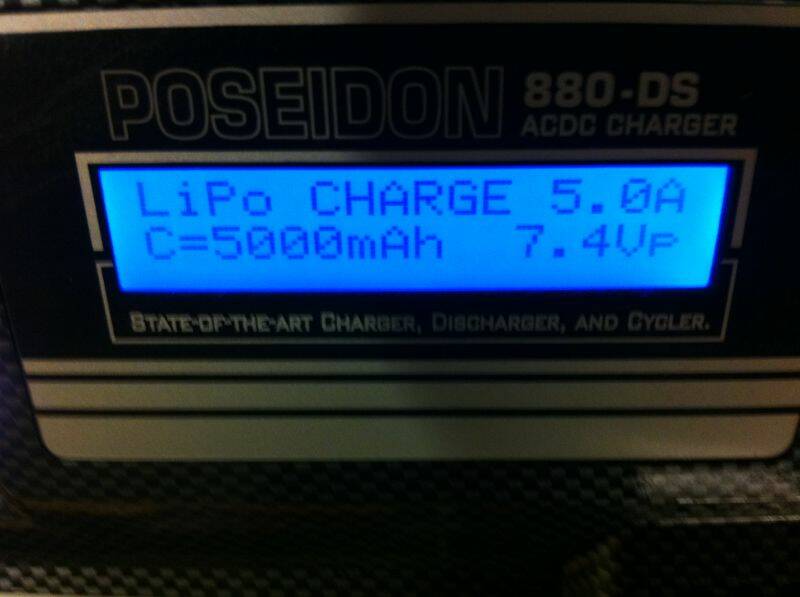 POSEIDON 880-DS
ACDC CHARGER
LiPo CHARGE 5.0A
C=5000mAh 7.4Vp
STATE-OF-THE-ART CHARGER, DISCHARGER, AND CYCLER.